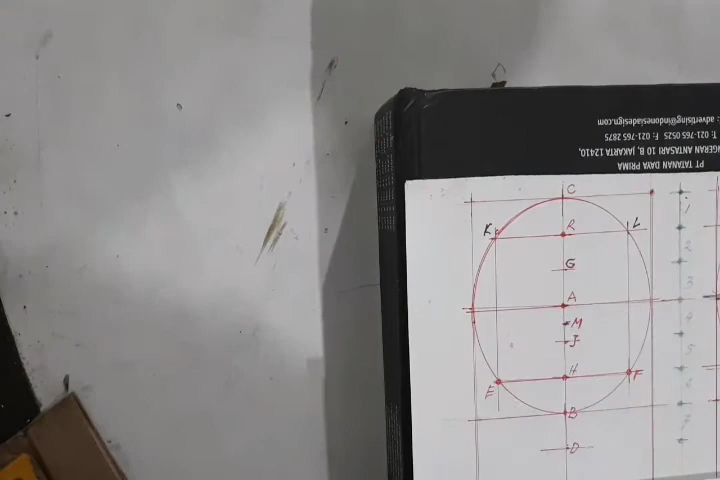 PT TATANAN DAYA PRIMA
NGERAN ANTASARI 10 B, JAKARTA 12410,
T: 021-765 0525 F: 021-765 2875
: advertising@indonesiadesign.com
C
K R L
G
A
M
J
H
E F
B
D
1
2
3
4
5
6
7